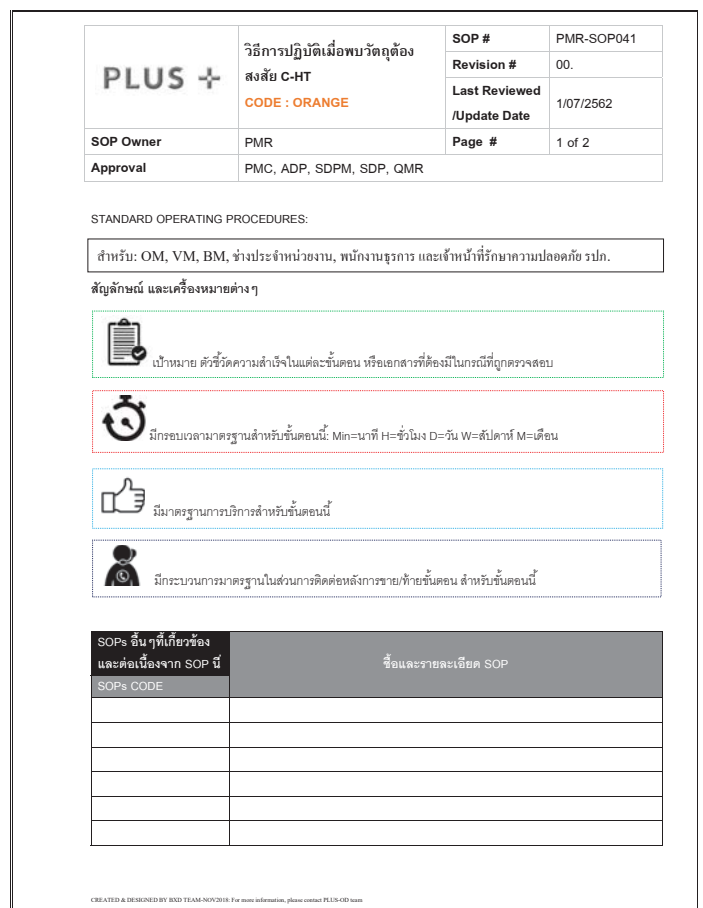 PLUS +
วิธีการปฏิบัติเมื่อพบวัตถุต้อง
สงสัย C-HT
CODE : ORANGE
SOP # PMR-SOP041
Revision # 00.
Last Reviewed
/Update Date 1/07/2562
SOP Owner PMR Page # 1 of 2
Approval PMC, ADP, SDPM, SDP, QMR
STANDARD OPERATING PROCEDURES:
สำหรับ: OM, VM, BM, ช่างประจำหน่วยงาน, พนักงานธุรการ และเจ้าหน้าที่รักษาความปลอดภัย รปภ.
สัญลักษณ์ และเครื่องหมายต่างๆ
เป้าหมาย ตัวชี้วัดความสำเร็จในแต่ละขั้นตอน หรือเอกสารที่ต้องมีในกรณีที่ถูกตรวจสอบ
มีกรอบเวลามาตรฐานสำหรับขั้นตอนนี้: Min=นาที H=ชั่วโมง D=วัน W=สัปดาห์ M=เดือน
มีมาตรฐานการบริการสำหรับขั้นตอนนี้
มีกระบวนการมาตรฐานในส่วนการติดต่อหลังการขาย/ท้ายขั้นตอน สำหรับขั้นตอนนี้
SOPs อื่นๆที่เกี่ยวข้อง
และต่อเนื่องจาก SOP นี้
SOPs CODE
ชื่อและรายละเอียด SOP
CREATED & DESIGNED BY BXD TEAM-NOV2018: For more information, please contact PLUS-OD team